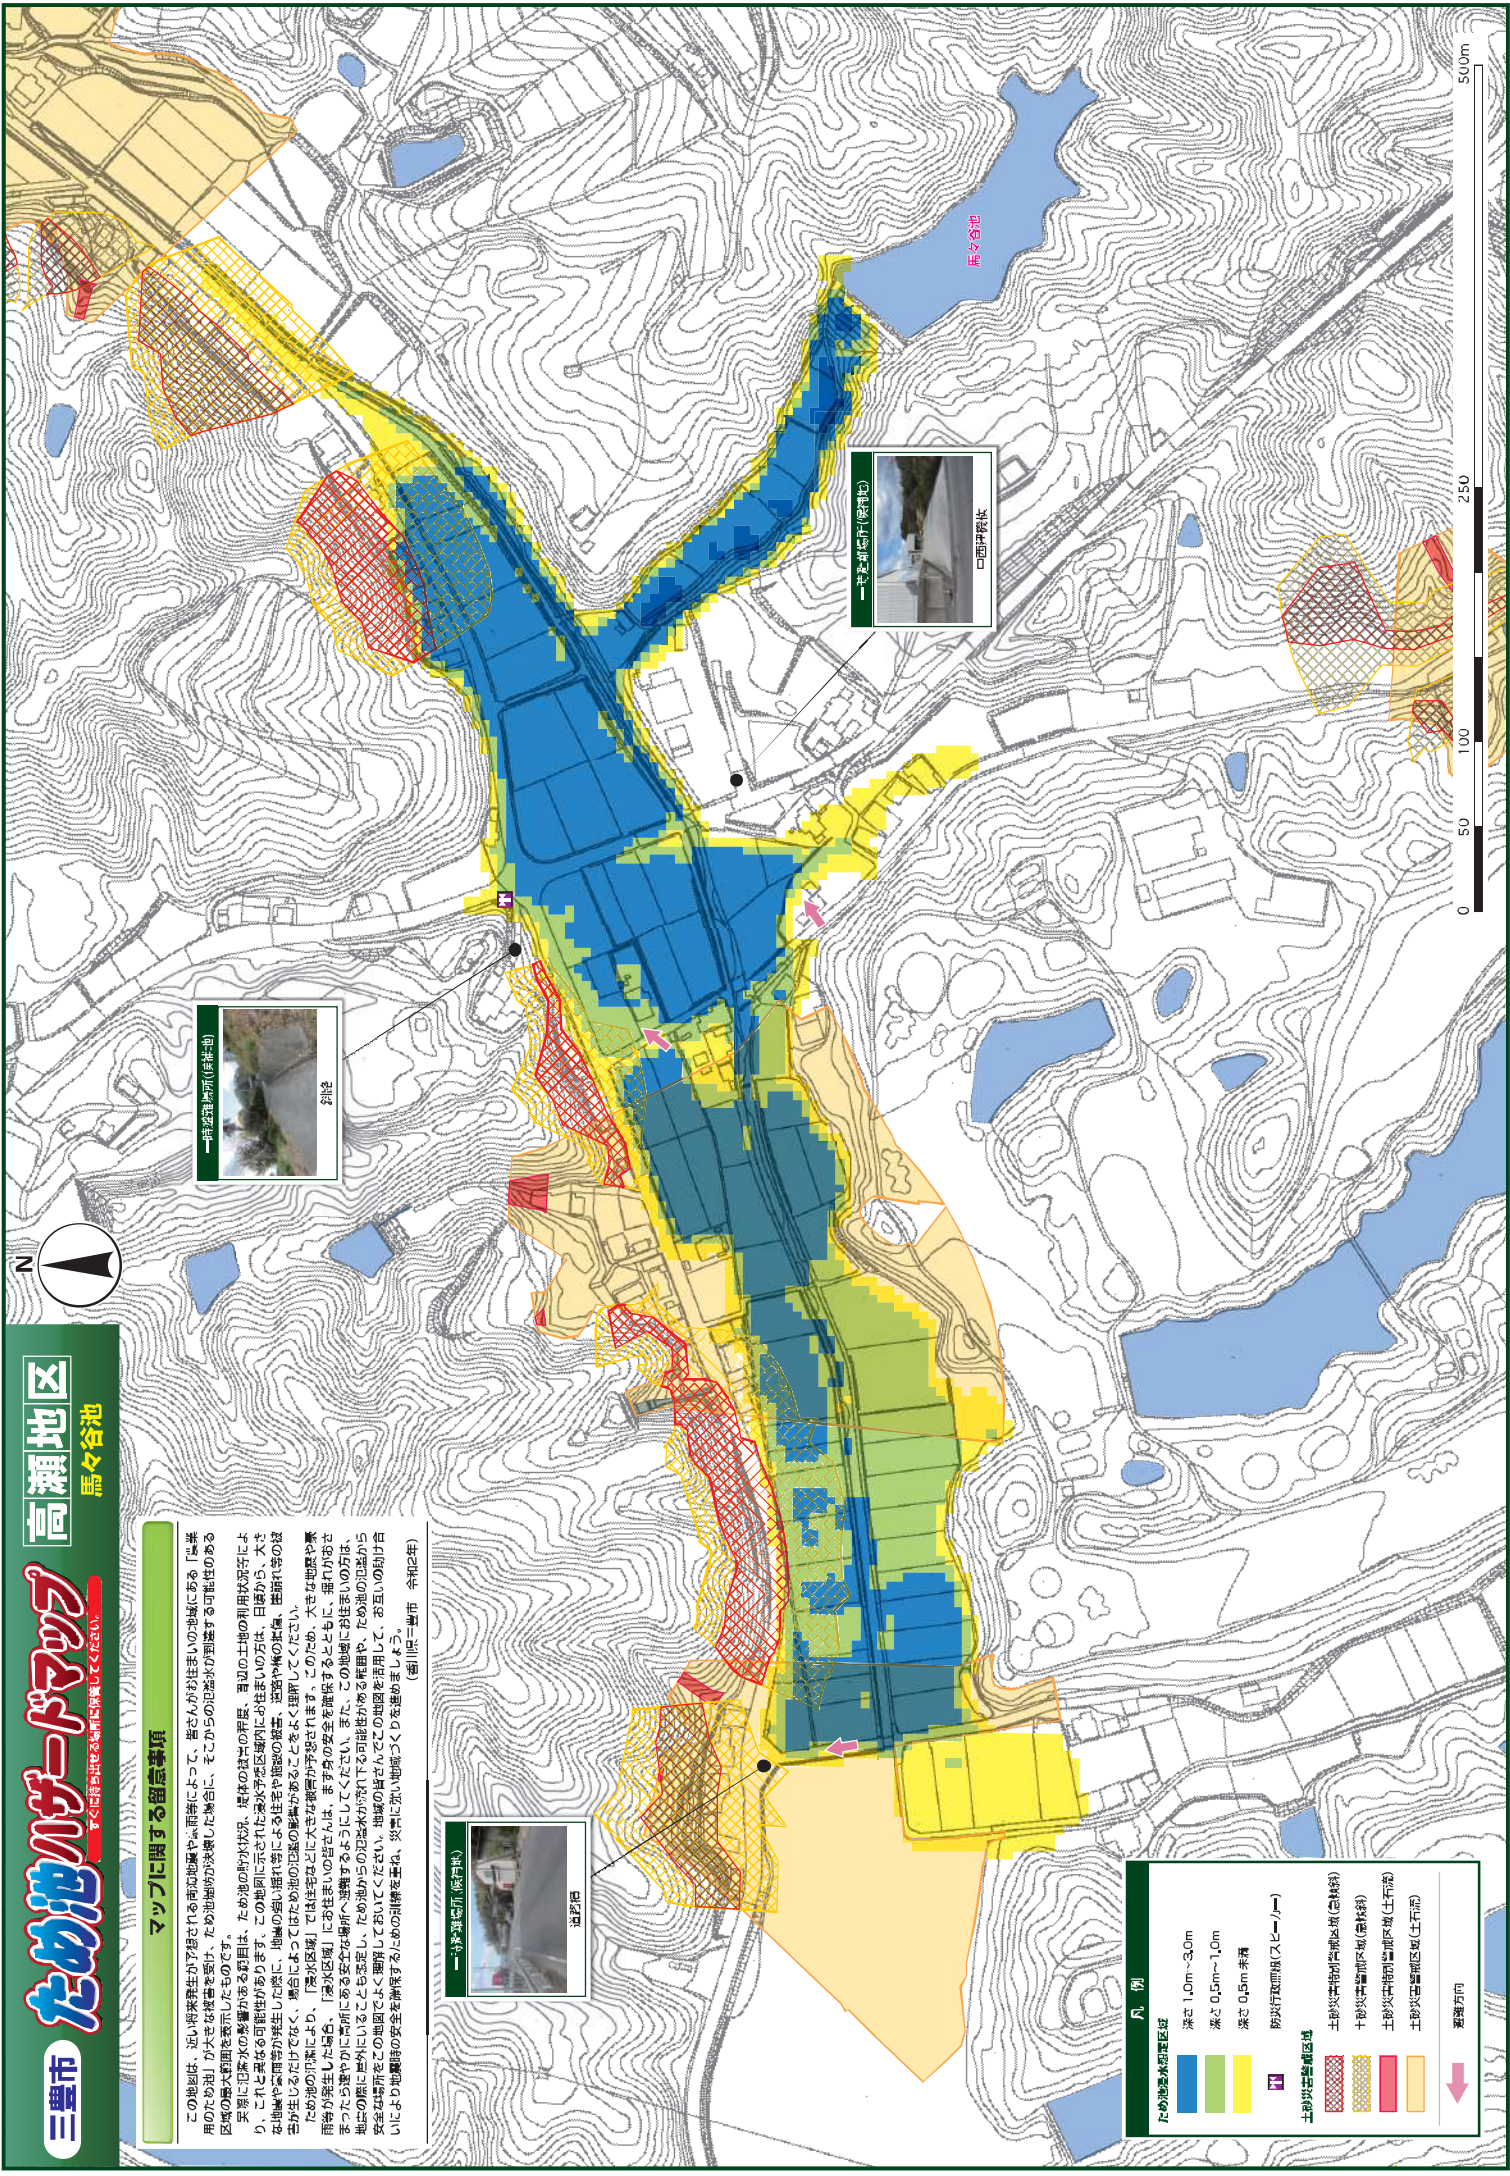 三豊市
ため池ハザードマップ
すぐに持ち出せる場所に保管してください。
高瀬地区
馬々谷池
マップに関する留意事項
この地図は、近い将来発生が予想される南海地震や豪雨等によって、皆さんがお住まいの地域にある「農業
用のため池」が大きな被害を受け、ため池堤防が決壊した場合に、そこからの氾濫水が到達する可能性のある
区域の最大範囲を表示したものです。
実際に氾濫水の影響がある範囲は、ため池の貯水状況、堤体の被害の程度、周辺の土地の利用状況等によ
り、これと異なる可能性があります。この地図に示された浸水予想区域内にお住まいの方は、日頃から、大き
な地震や豪雨等が発生した際に、地震の強い揺れ等による住宅や施設の被害、道路や橋の損傷、崖崩れ等の被
害が生じるだけでなく、場合によってはため池の氾濫の影響があることをよく理解してください。
ため池の氾濫により、「浸水区域」では住宅などに大きな被害が予想されます。このため、大きな地震や豪
雨等が発生した場合、「浸水区域」にお住まいの皆さんは、まず身の安全を確保するとともに、揺れがおさ
まったら速やかに高所にある安全な場所へ避難するようにしてください。また、この地域にお住まいの方は、
地震の際に屋外にいることも想定し、ため池からの氾濫水が流れ下る可能性がある範囲や、ため池の氾濫から
安全な場所をこの地図でよく理解しておいてください。地域の皆さんでこの地図を活用して、お互いの助け合
いにより地震時の安全を確保するための訓練を重ね、災害に強い地域づくりを進めましょう。
(香川県三豊市 令和2年)
N
一時避難場所(候補地)
斜路
一時避難場所(候補地)
道路沿
一時避難場所(候補地)
馬々谷池
凡 例
ため池浸水想定区域
深さ 1.0m～3.0m
深さ 0.5m～1.0m
深さ 0.5m 未満
防災行政無線(スピーカー)
土砂災害警戒区域
土砂災害特別警戒区域(急傾斜)
土砂災害警戒区域(急傾斜)
土砂災害特別警戒区域(土石流)
土砂災害警戒区域(土石流)
避難方向
0
50
100
250
500m